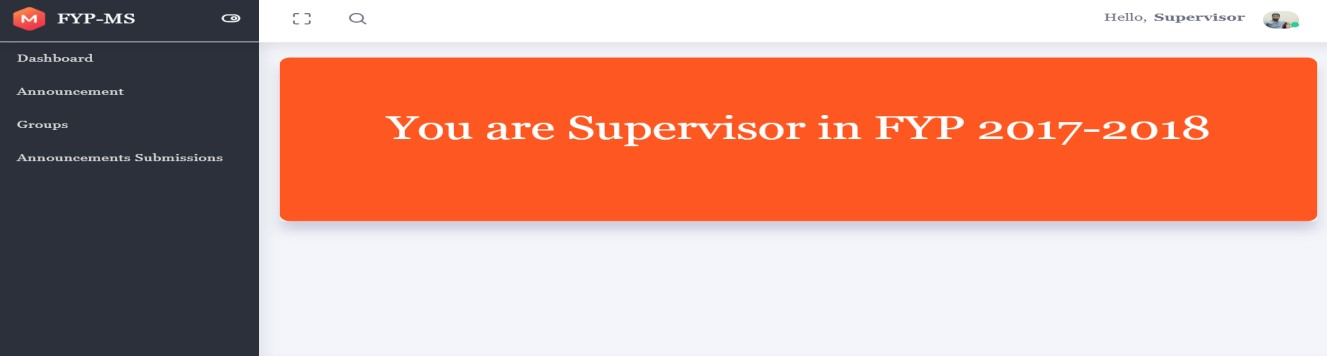 FYP-MS
Hello, Supervisor
Dashboard
Announcement
Groups
Announcements Submissions
You are Supervisor in FYP 2017-2018